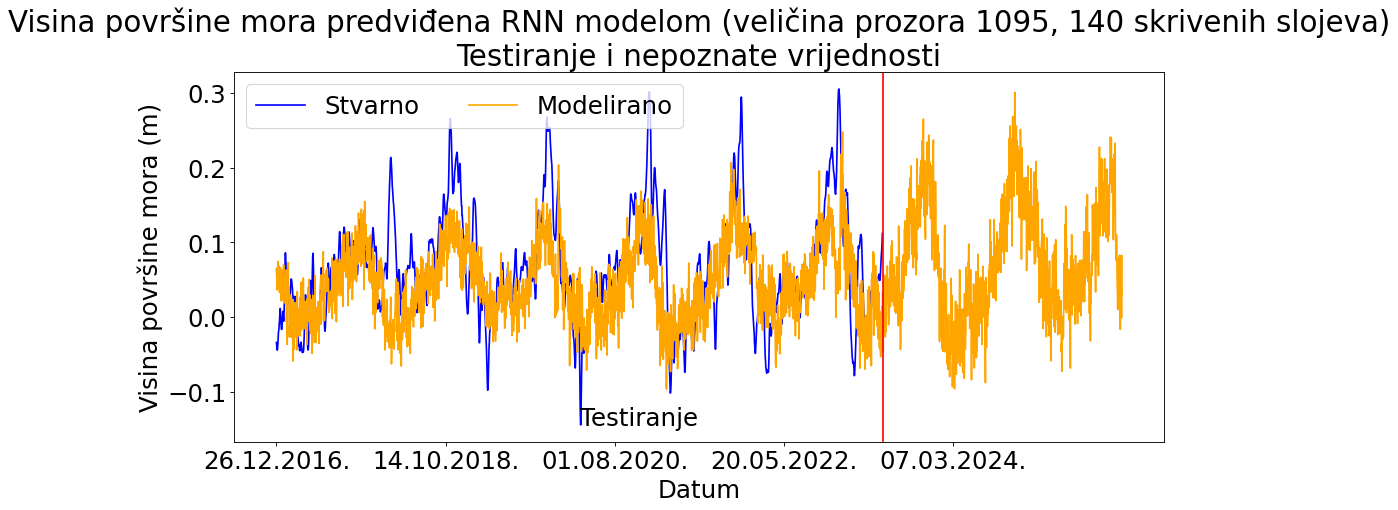 Visina površine mora predviđena RNN modelom (veličina prozora 1095, 140 skrivenih slojeva)
Testiranje i nepoznate vrijednosti
Stvarno Modelirano
Visina površine mora (m)
0.3
0.2
0.1
0.0
−0.1
Testiranje
26.12.2016. 14.10.2018. 01.08.2020. 20.05.2022. 07.03.2024.
Datum